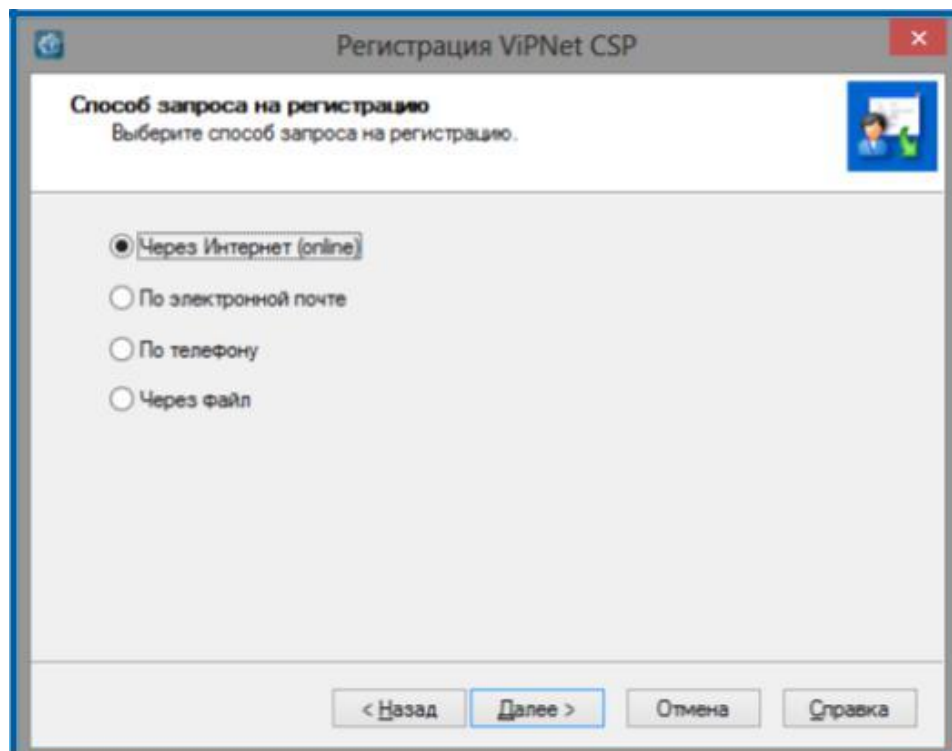 Регистрация ViPNet CSP
Способ запроса на регистрацию
Выберите способ запроса на регистрацию.
Через Интернет (online)
По электронной почте
По телефону
Через файл
< Назад Далее > Отмена Справка